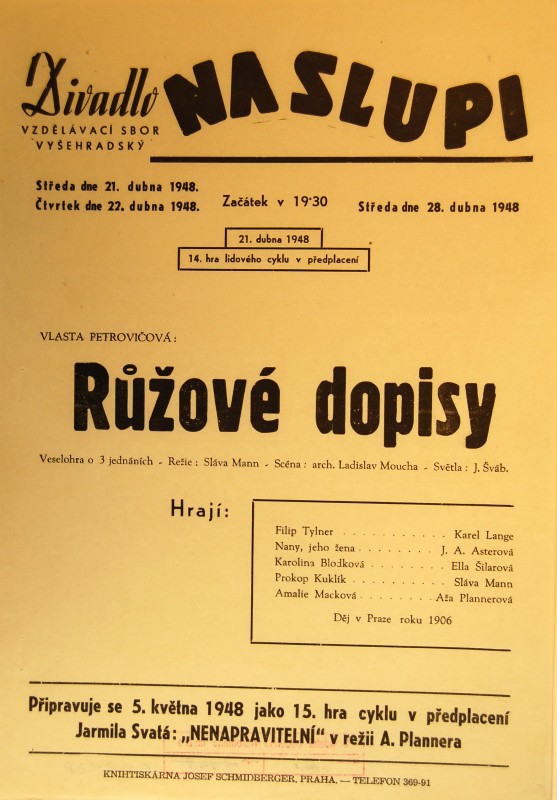 Divadlo NA SLUPI
VZDĚLÁVACÍ SBOR
VYŠEHRADSKÝ
Středa dne 21. dubna 1948.
Čtvrtek dne 22. dubna 1948.
Začátek v 19·30
Středa dne 28. dubna 1948
21. dubna 1948
14. hra lidového cyklu v předplacení
VLASTA PETROVIČOVÁ:
Růžové dopisy
Veselohra o 3 jednáních - Režie: Sláva Mann - Scéna: arch. Ladislav Moucha - Světla: J. Šváb.
Hrají:
Filip Tylner . . . . . . . . . . . Karel Lange
Nany, jeho žena . . . . . . . . J. A. Asterová
Karolina Blodková . . . . . . . . Ella Šilarová
Prokop Kuklík . . . . . . . . . . Sláva Mann
Amalie Macková . . . . . . . . Aža Plannerová
Děj v Praze roku 1906
Připravuje se 5. května 1948 jako 15. hra cyklu v předplacení
Jarmila Svatá: „NENAPRAVITELNÍ“ v režii A. Plannera
KNIHTISKÁRNA JOSEF SCHMIDBERGER, PRAHA. — TELEFON 369-91